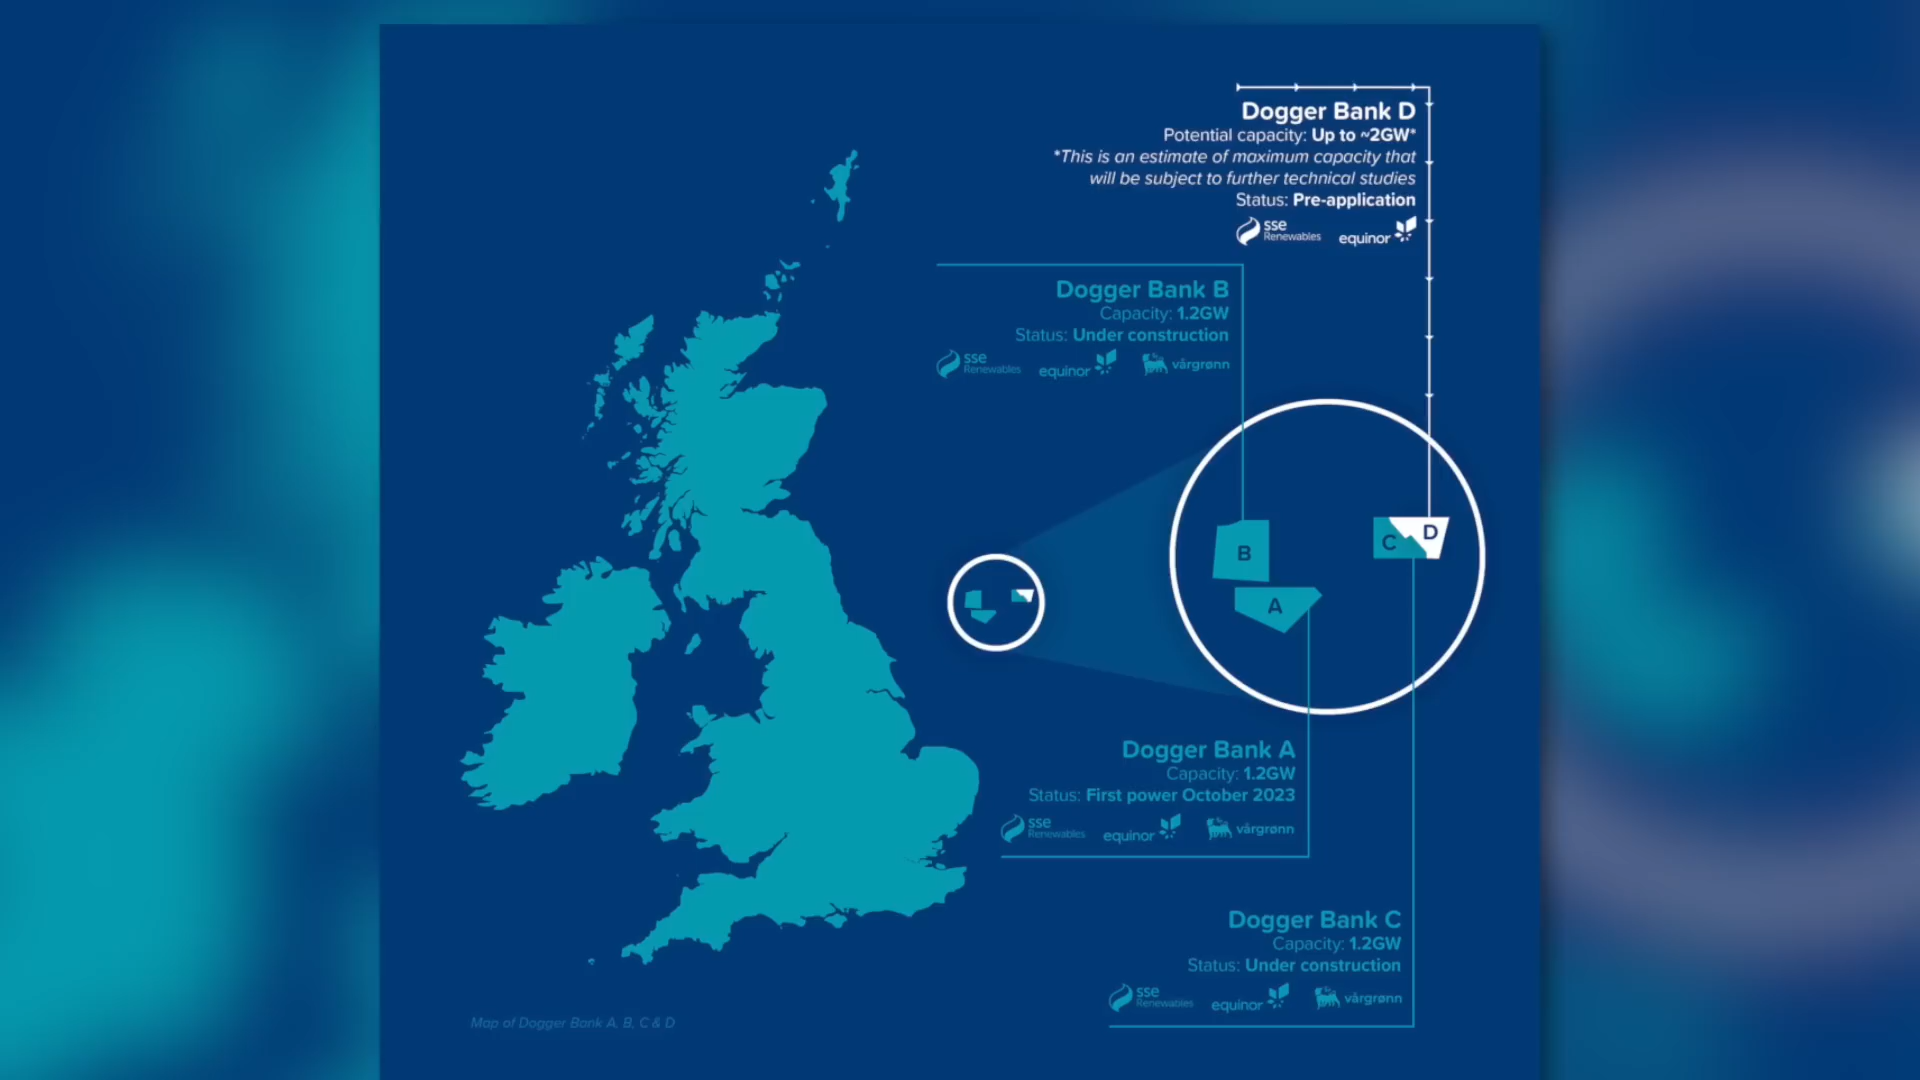 Dogger Bank D
Potential capacity: Up to ~2GW*
*This is an estimate of maximum capacity that
will be subject to further technical studies
Status: Pre-application
sse
Renewables
equinor
Dogger Bank B
Capacity: 1.2GW
Status: Under construction
sse
Renewables
equinor
vårgrønn
B
C
D
A
Dogger Bank A
Capacity: 1.2GW
Status: First power October 2023
sse
Renewables
equinor
vårgrønn
Dogger Bank C
Capacity: 1.2GW
Status: Under construction
sse
Renewables
equinor
vårgrønn
Map of Dogger Bank A, B, C & D